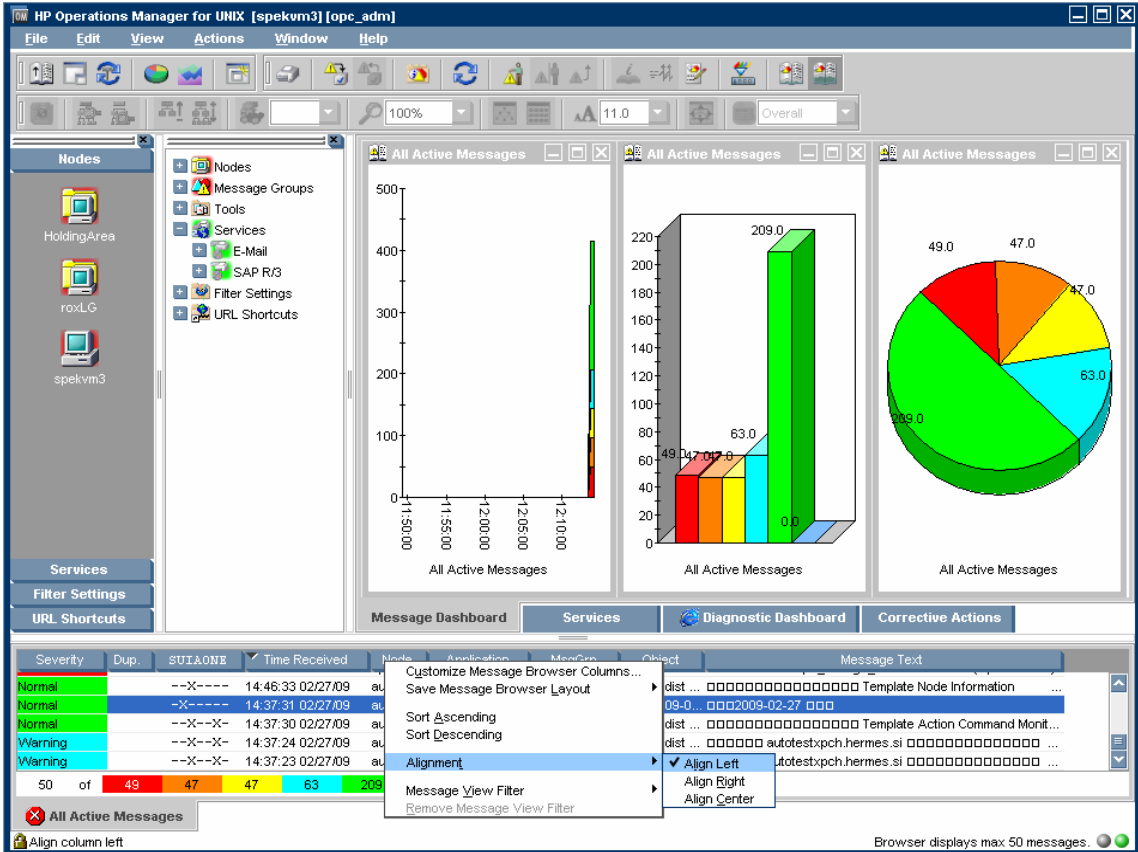 HP Operations Manager for UNIX [spekvm3] [opc_adm]
File Edit View Actions Window Help
100% 11.0 Overall
Nodes
HoldingArea
roxLG
spekvm3
Services
Filter Settings
URL Shortcuts
Nodes
Message Groups
Tools
Services
E-Mail
SAP R/3
Filter Settings
URL Shortcuts
All Active Messages
500
400
300
200
100
0
11:50:00 11:55:00 12:00:00 12:05:00 12:10:00
All Active Messages
All Active Messages
220
200
180
160
140
120
100
80
60
40
20
0
209.0
63.0
49.0 47.0 47.0
0.0
All Active Messages
All Active Messages
49.0 47.0
47.0
63.0
209.0
All Active Messages
Message Dashboard Services Diagnostic Dashboard Corrective Actions
Severity Dup. SUIAONE Time Received Node Application MsgGrp Object Message Text
Normal --X---- 14:46:33 02/27/09 au dist ... Template Node Information ...
Normal -X----- 14:37:31 02/27/09 au 09-0... 2009-02-27
Normal --X--X- 14:37:30 02/27/09 au dist ... Template Action Command Monit...
Warning --X--X- 14:37:24 02/27/09 au dist ... autotestxpch.hermes.si ...
Warning --X--X- 14:37:23 02/27/09 au utotestxpch.hermes.si ...
50 of 49 47 47 63 209
Customize Message Browser Columns...
Save Message Browser Layout
Sort Ascending
Sort Descending
Alignment
Message View Filter
Remove Message View Filter
Align Left
Align Right
Align Center
All Active Messages
Align column left
Browser displays max 50 messages.